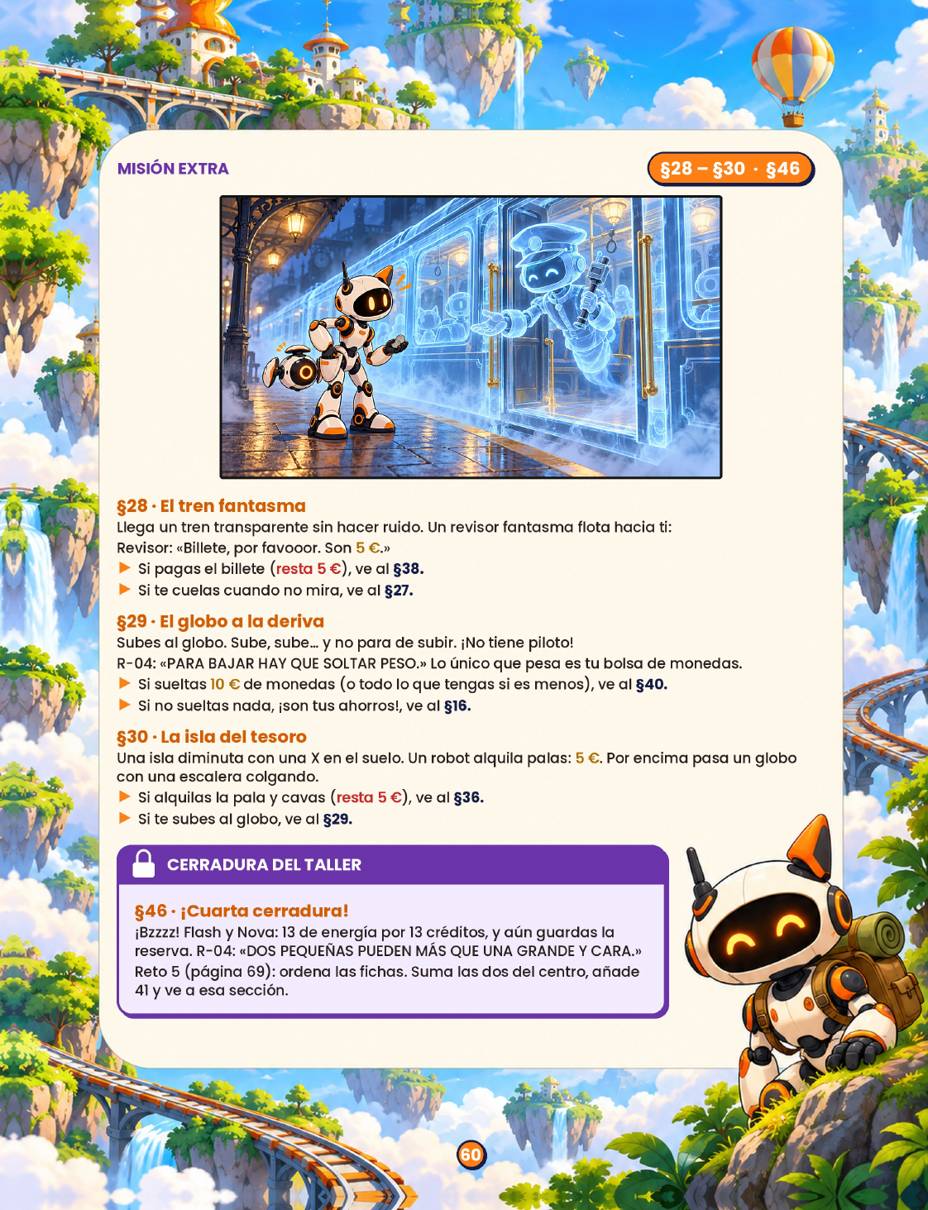 MISIÓN EXTRA
§28 – §30 · §46
§28 · El tren fantasma
Llega un tren transparente sin hacer ruido. Un revisor fantasma flota hacia ti:
Revisor: «Billete, por favooor. Son 5 €.»
► Si pagas el billete (resta 5 €), ve al §38.
► Si te cuelas cuando no mira, ve al §27.
§29 · El globo a la deriva
Subes al globo. Sube, sube... y no para de subir. ¡No tiene piloto!
R-04: «PARA BAJAR HAY QUE SOLTAR PESO.» Lo único que pesa es tu bolsa de monedas.
► Si sueltas 10 € de monedas (o todo lo que tengas si es menos), ve al §40.
► Si no sueltas nada, ¡son tus ahorros!, ve al §16.
§30 · La isla del tesoro
Una isla diminuta con una X en el suelo. Un robot alquila palas: 5 €. Por encima pasa un globo
con una escalera colgando.
► Si alquilas la pala y cavas (resta 5 €), ve al §36.
► Si te subes al globo, ve al §29.
CERRADURA DEL TALLER
§46 · ¡Cuarta cerradura!
¡Bzzzz! Flash y Nova: 13 de energía por 13 créditos, y aún guardas la
reserva. R-04: «DOS PEQUEÑAS PUEDEN MÁS QUE UNA GRANDE Y CARA.»
Reto 5 (página 69): ordena las fichas. Suma las dos del centro, añade
41 y ve a esa sección.
60